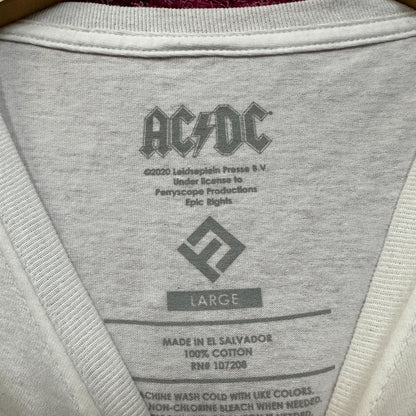 AC/DC
©2020 Leidseplein Presse B.V.
Under license to
Perryscope Productions
Epic Rights
LARGE
MADE IN EL SALVADOR
100% COTTON
RN# 107208
MACHINE WASH COLD WITH LIKE COLORS.
NON-CHLORINE BLEACH WHEN NEEDED.